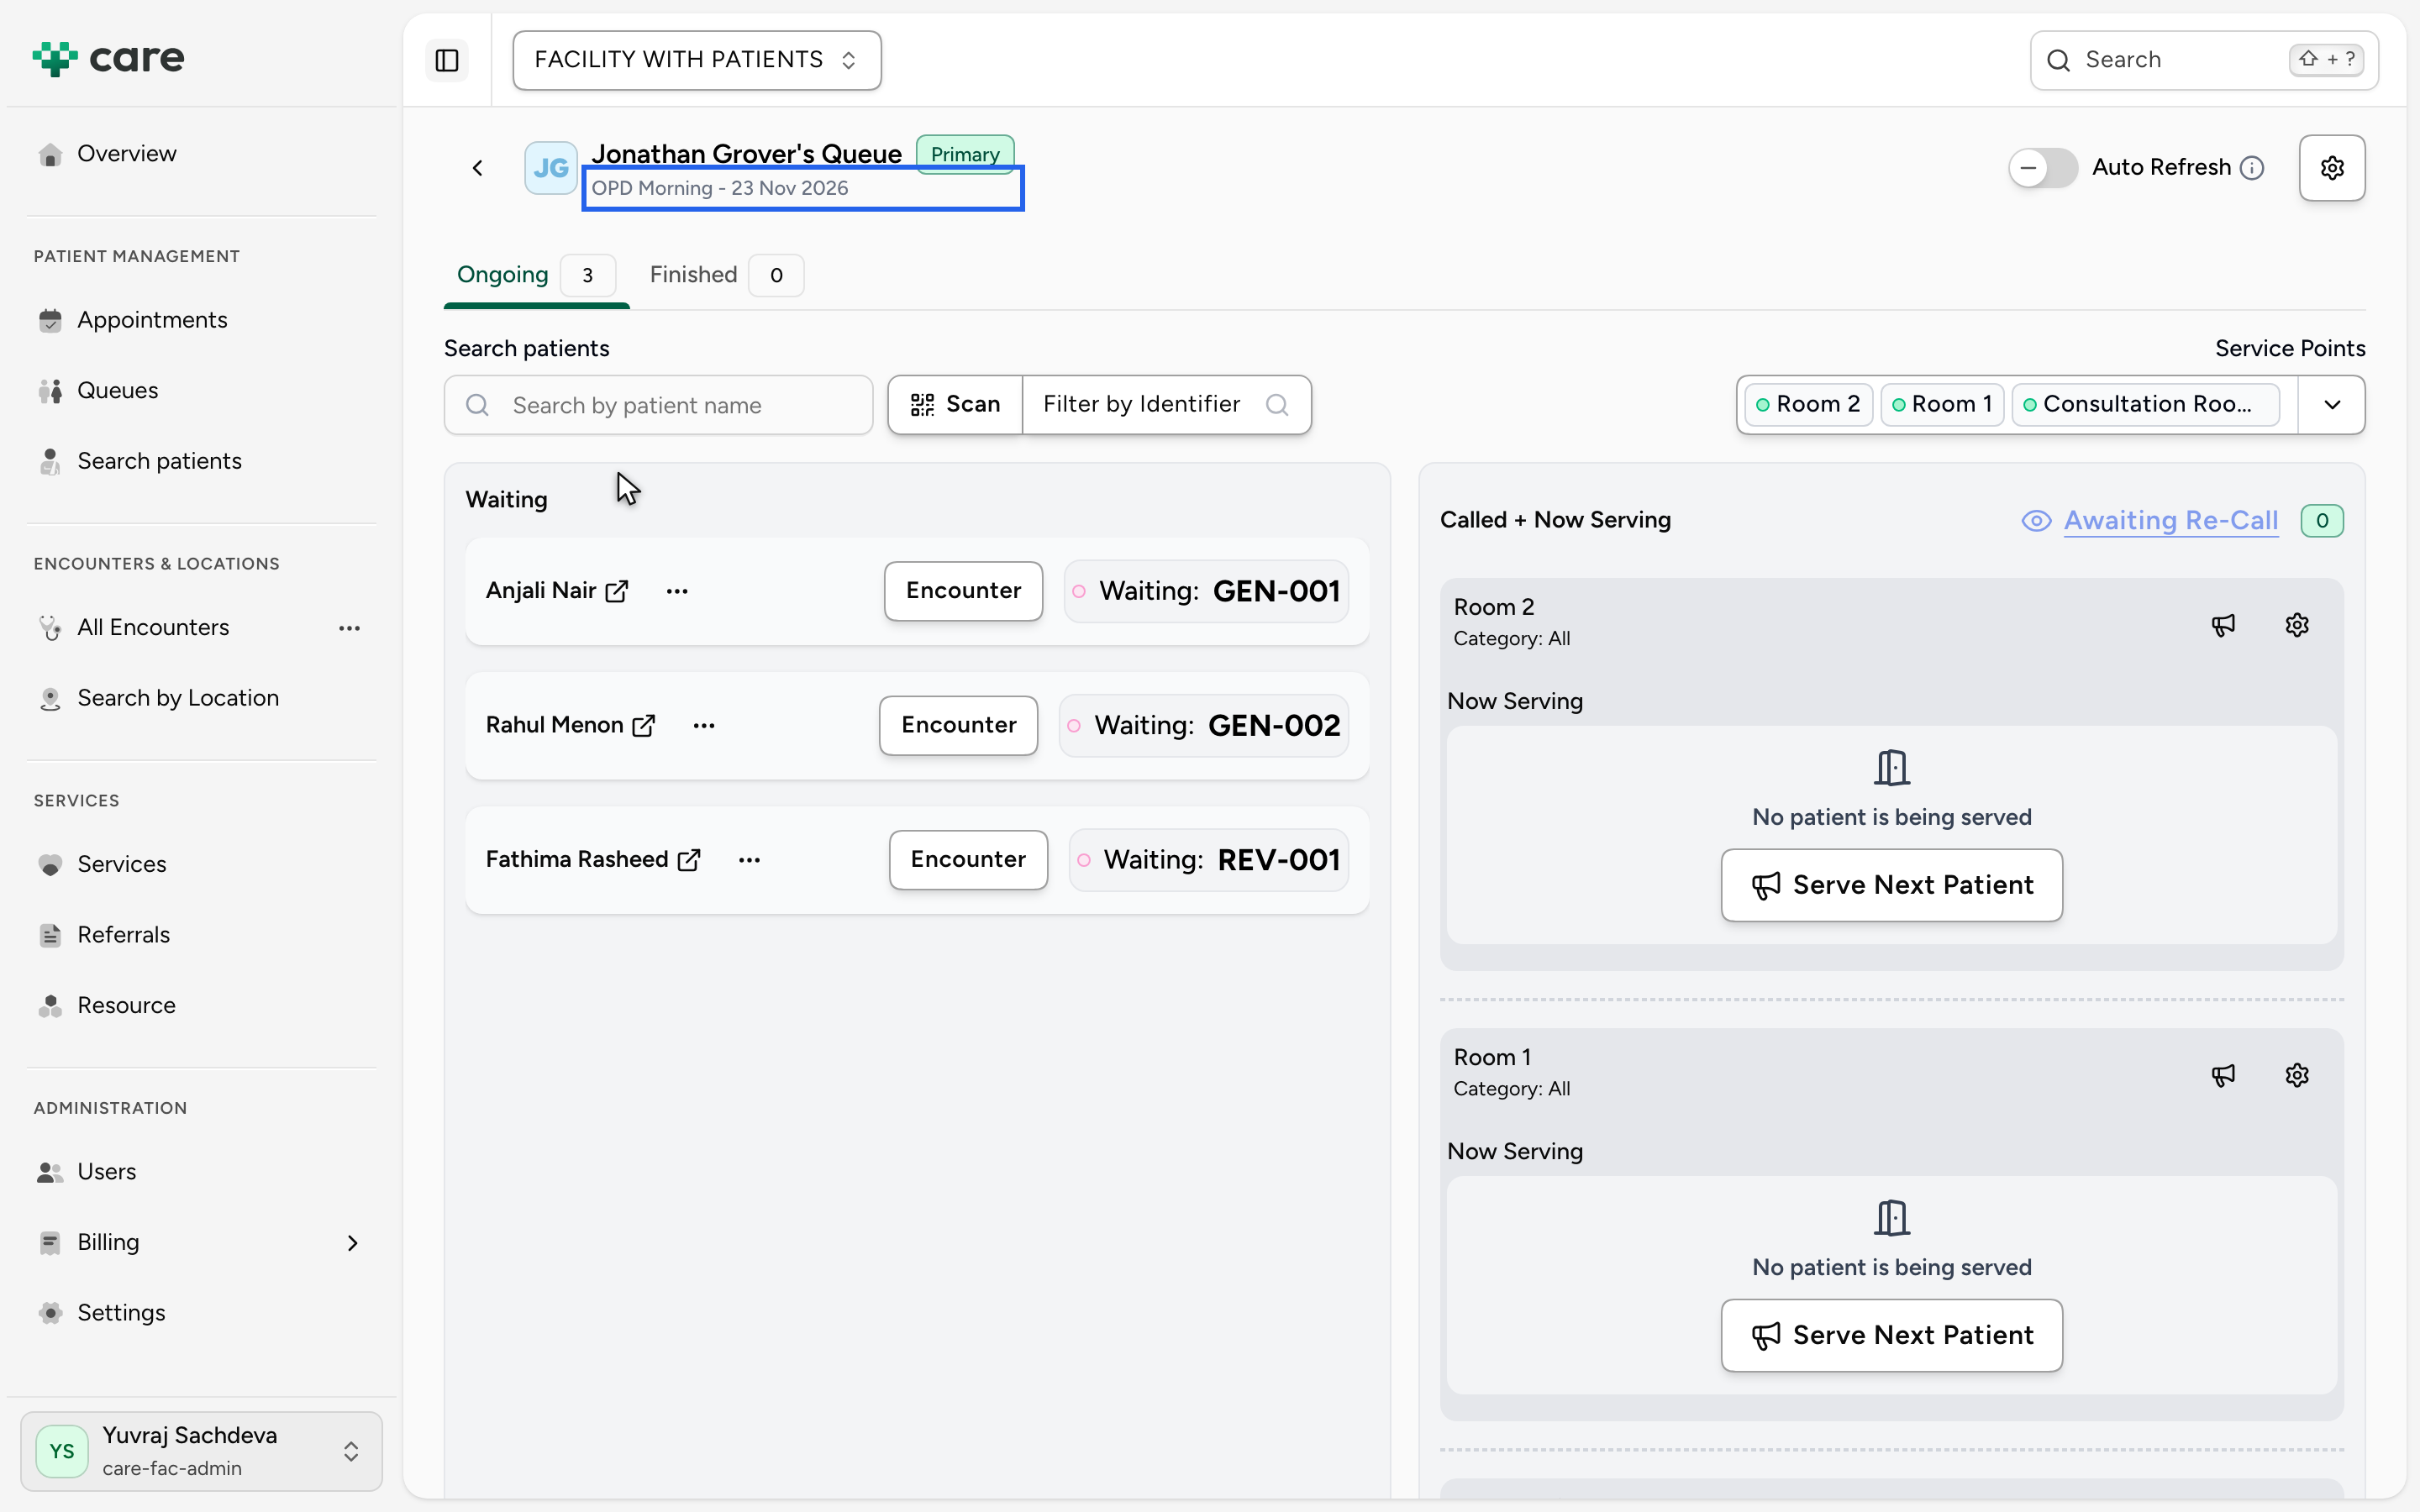 care
FACILITY WITH PATIENTS
Search
+ ?
Overview
PATIENT MANAGEMENT
Appointments
Queues
Search patients
ENCOUNTERS & LOCATIONS
All Encounters
Search by Location
SERVICES
Services
Referrals
Resource
ADMINISTRATION
Users
Billing
Settings
YS
Yuvraj Sachdeva
care-fac-admin
JG
Jonathan Grover's Queue
Primary
OPD Morning - 23 Nov 2026
Auto Refresh
Ongoing 3
Finished 0
Search patients
Service Points
Search by patient name
Scan
Filter by Identifier
Room 2
Room 1
Consultation Roo...
Waiting
Anjali Nair
Encounter
Waiting: GEN-001
Rahul Menon
Encounter
Waiting: GEN-002
Fathima Rasheed
Encounter
Waiting: REV-001
Called + Now Serving
Awaiting Re-Call 0
Room 2
Category: All
Now Serving
No patient is being served
Serve Next Patient
Room 1
Category: All
Now Serving
No patient is being served
Serve Next Patient